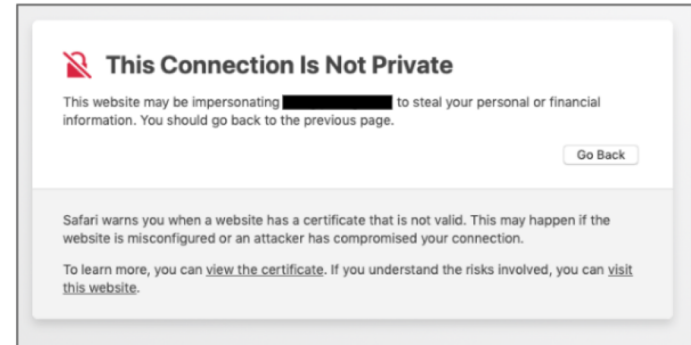 This Connection Is Not Private
This website may be impersonating to steal your personal or financial
information. You should go back to the previous page.
Go Back
Safari warns you when a website has a certificate that is not valid. This may happen if the
website is misconfigured or an attacker has compromised your connection.
To learn more, you can view the certificate. If you understand the risks involved, you can visit
this website.